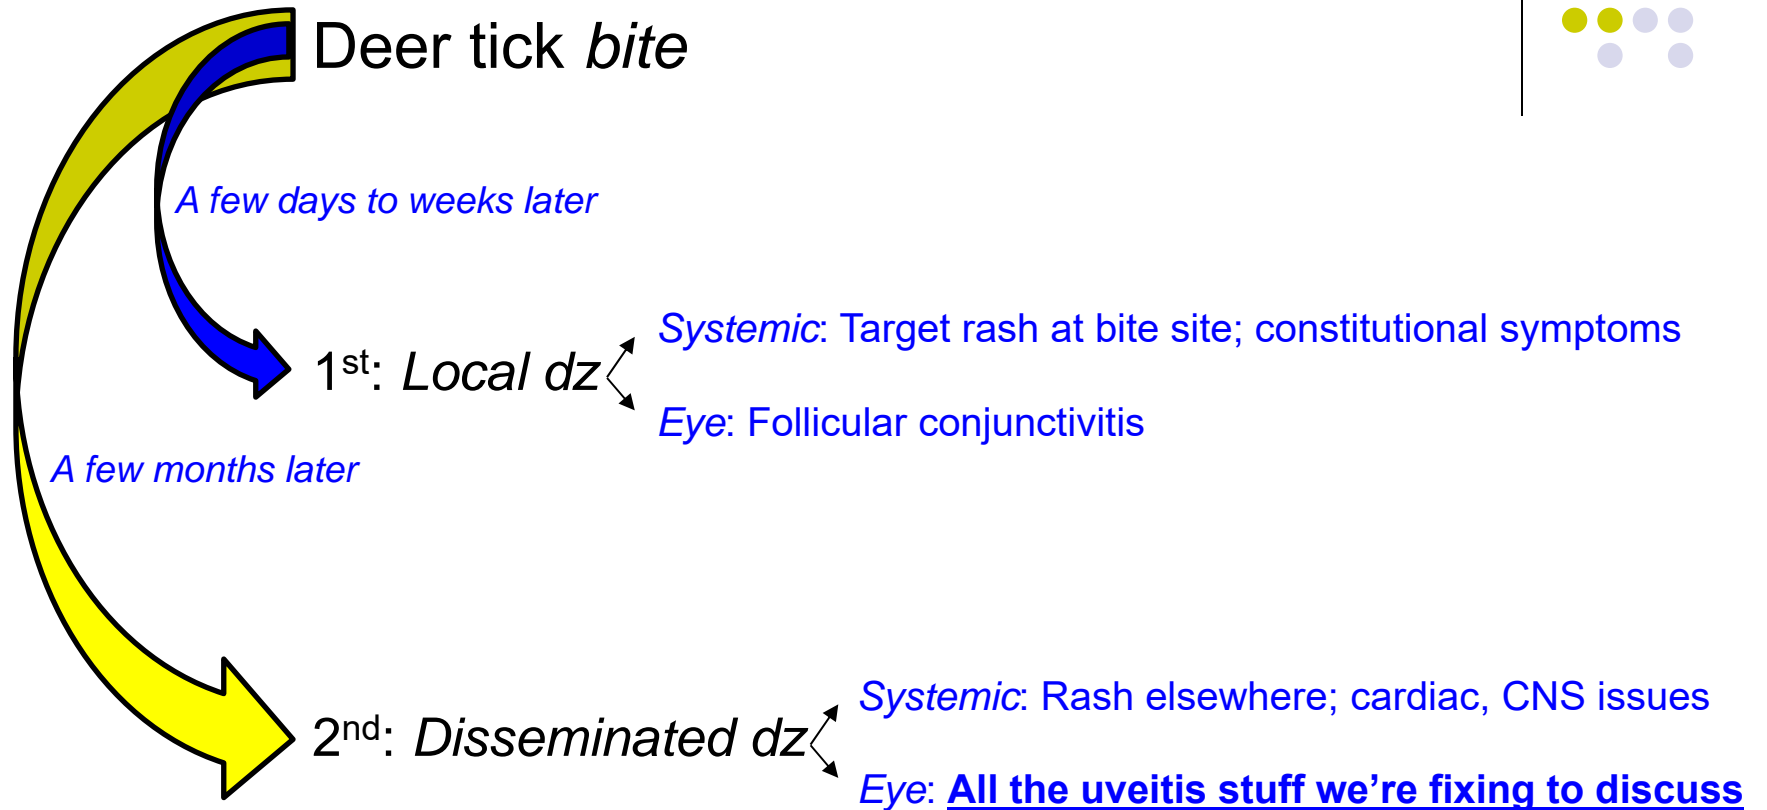 Deer tick bite
A few days to weeks later
Systemic: Target rash at bite site; constitutional symptoms
1st: Local dz
Eye: Follicular conjunctivitis
A few months later
Systemic: Rash elsewhere; cardiac, CNS issues
2nd: Disseminated dz
Eye: All the uveitis stuff we’re fixing to discuss